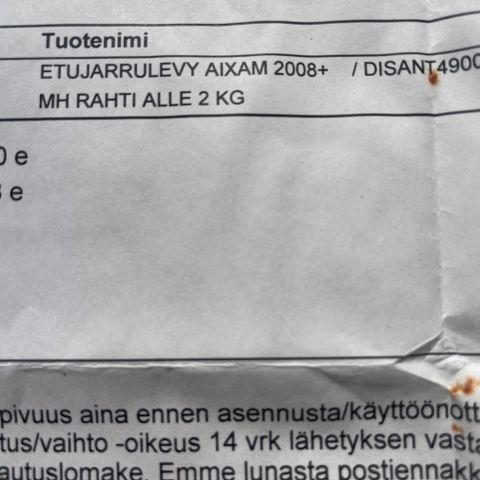 Tuotenimi
ETUJARRULEVY AIXAM 2008+ / DISANT4900
MH RAHTI ALLE 2 KG
0 e
e
pivuus aina ennen asennusta/käyttöönott
tus/vaihto -oikeus 14 vrk lähetyksen vasta
autuslomake. Emme lunasta postiennakk